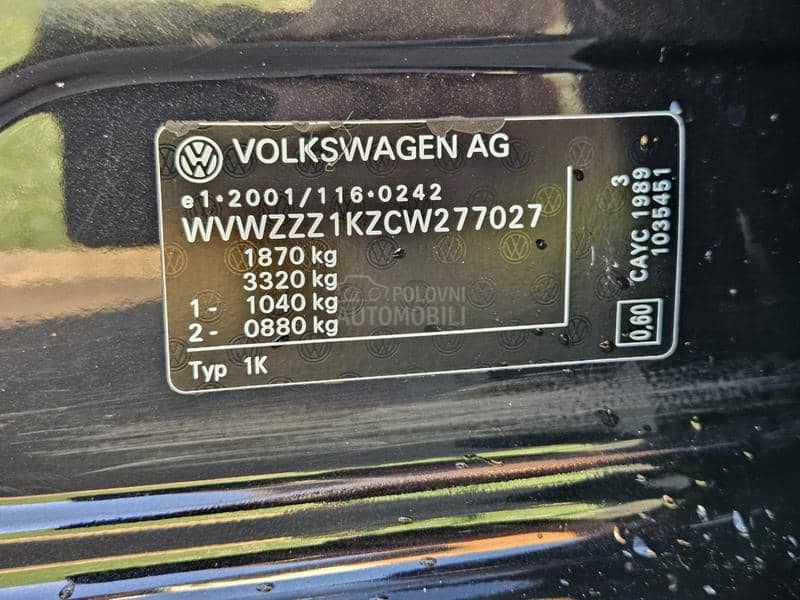 VOLKSWAGEN AG
e1*2001/116*0242
WVWZZZ1KZCW277027
1870 kg
3320 kg
1- 1040 kg
2- 0880 kg
Typ 1K
3
CAYC 1989
1035451
0,60
POLOVNI
AUTOMOBILI